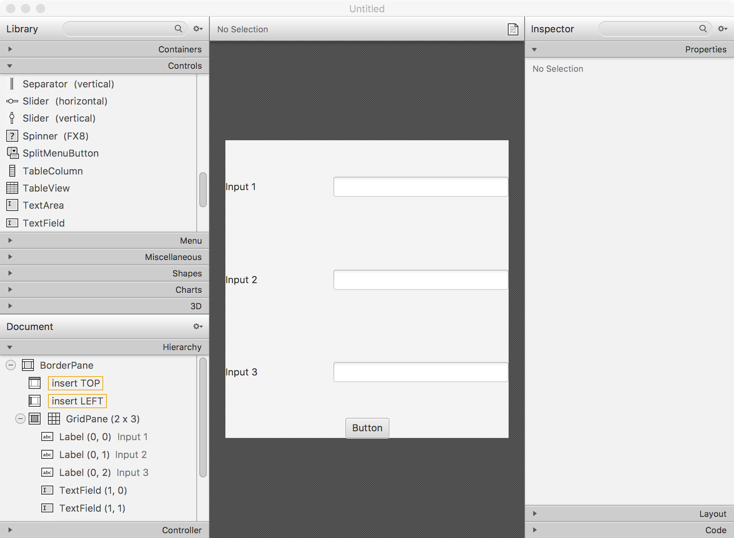 Untitled
Library
No Selection
Inspector
Containers
Controls
Separator (vertical)
Slider (horizontal)
Slider (vertical)
? Spinner (FX8)
SplitMenuButton
TableColumn
TableView
TextArea
TextField
Menu
Miscellaneous
Shapes
Charts
3D
Document
Hierarchy
BorderPane
insert TOP
insert LEFT
GridPane (2 x 3)
abc Label (0, 0) Input 1
abc Label (0, 1) Input 2
abc Label (0, 2) Input 3
TextField (1, 0)
TextField (1, 1)
Controller
Input 1
Input 2
Input 3
Button
Properties
No Selection
Layout
Code